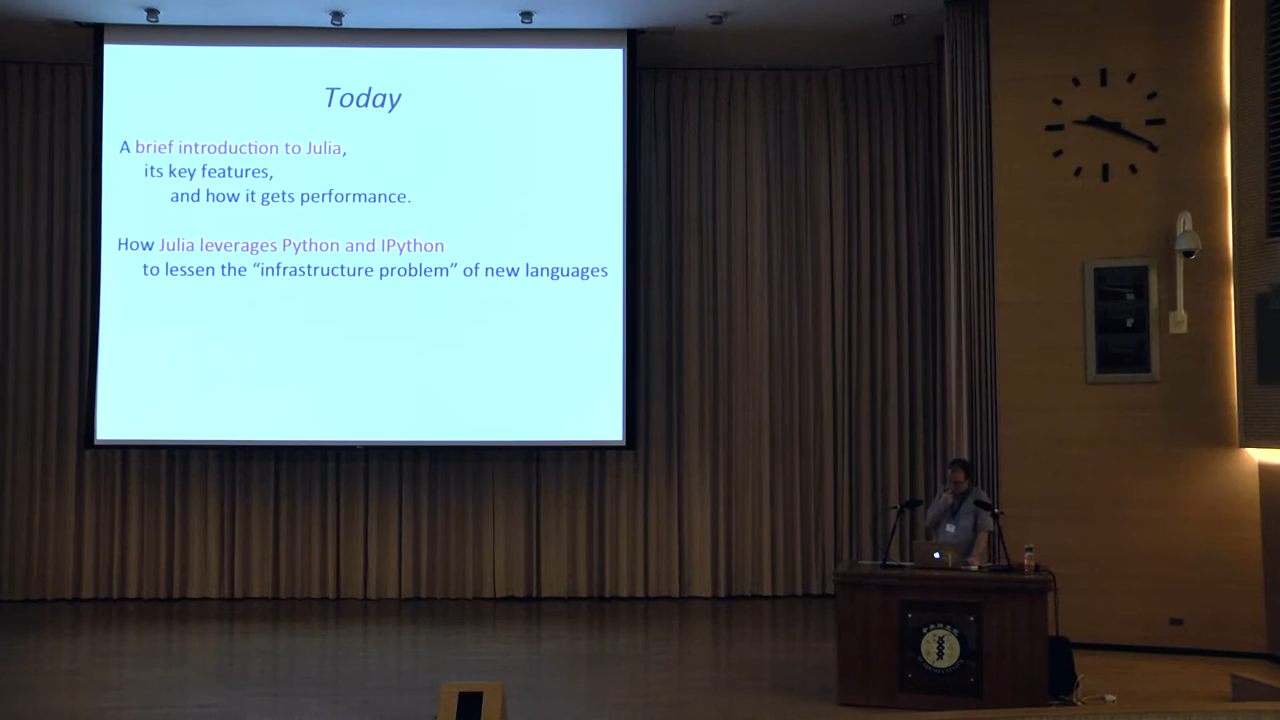 Today
A brief introduction to Julia,
its key features,
and how it gets performance.
How Julia leverages Python and IPython
to lessen the “infrastructure problem” of new languages